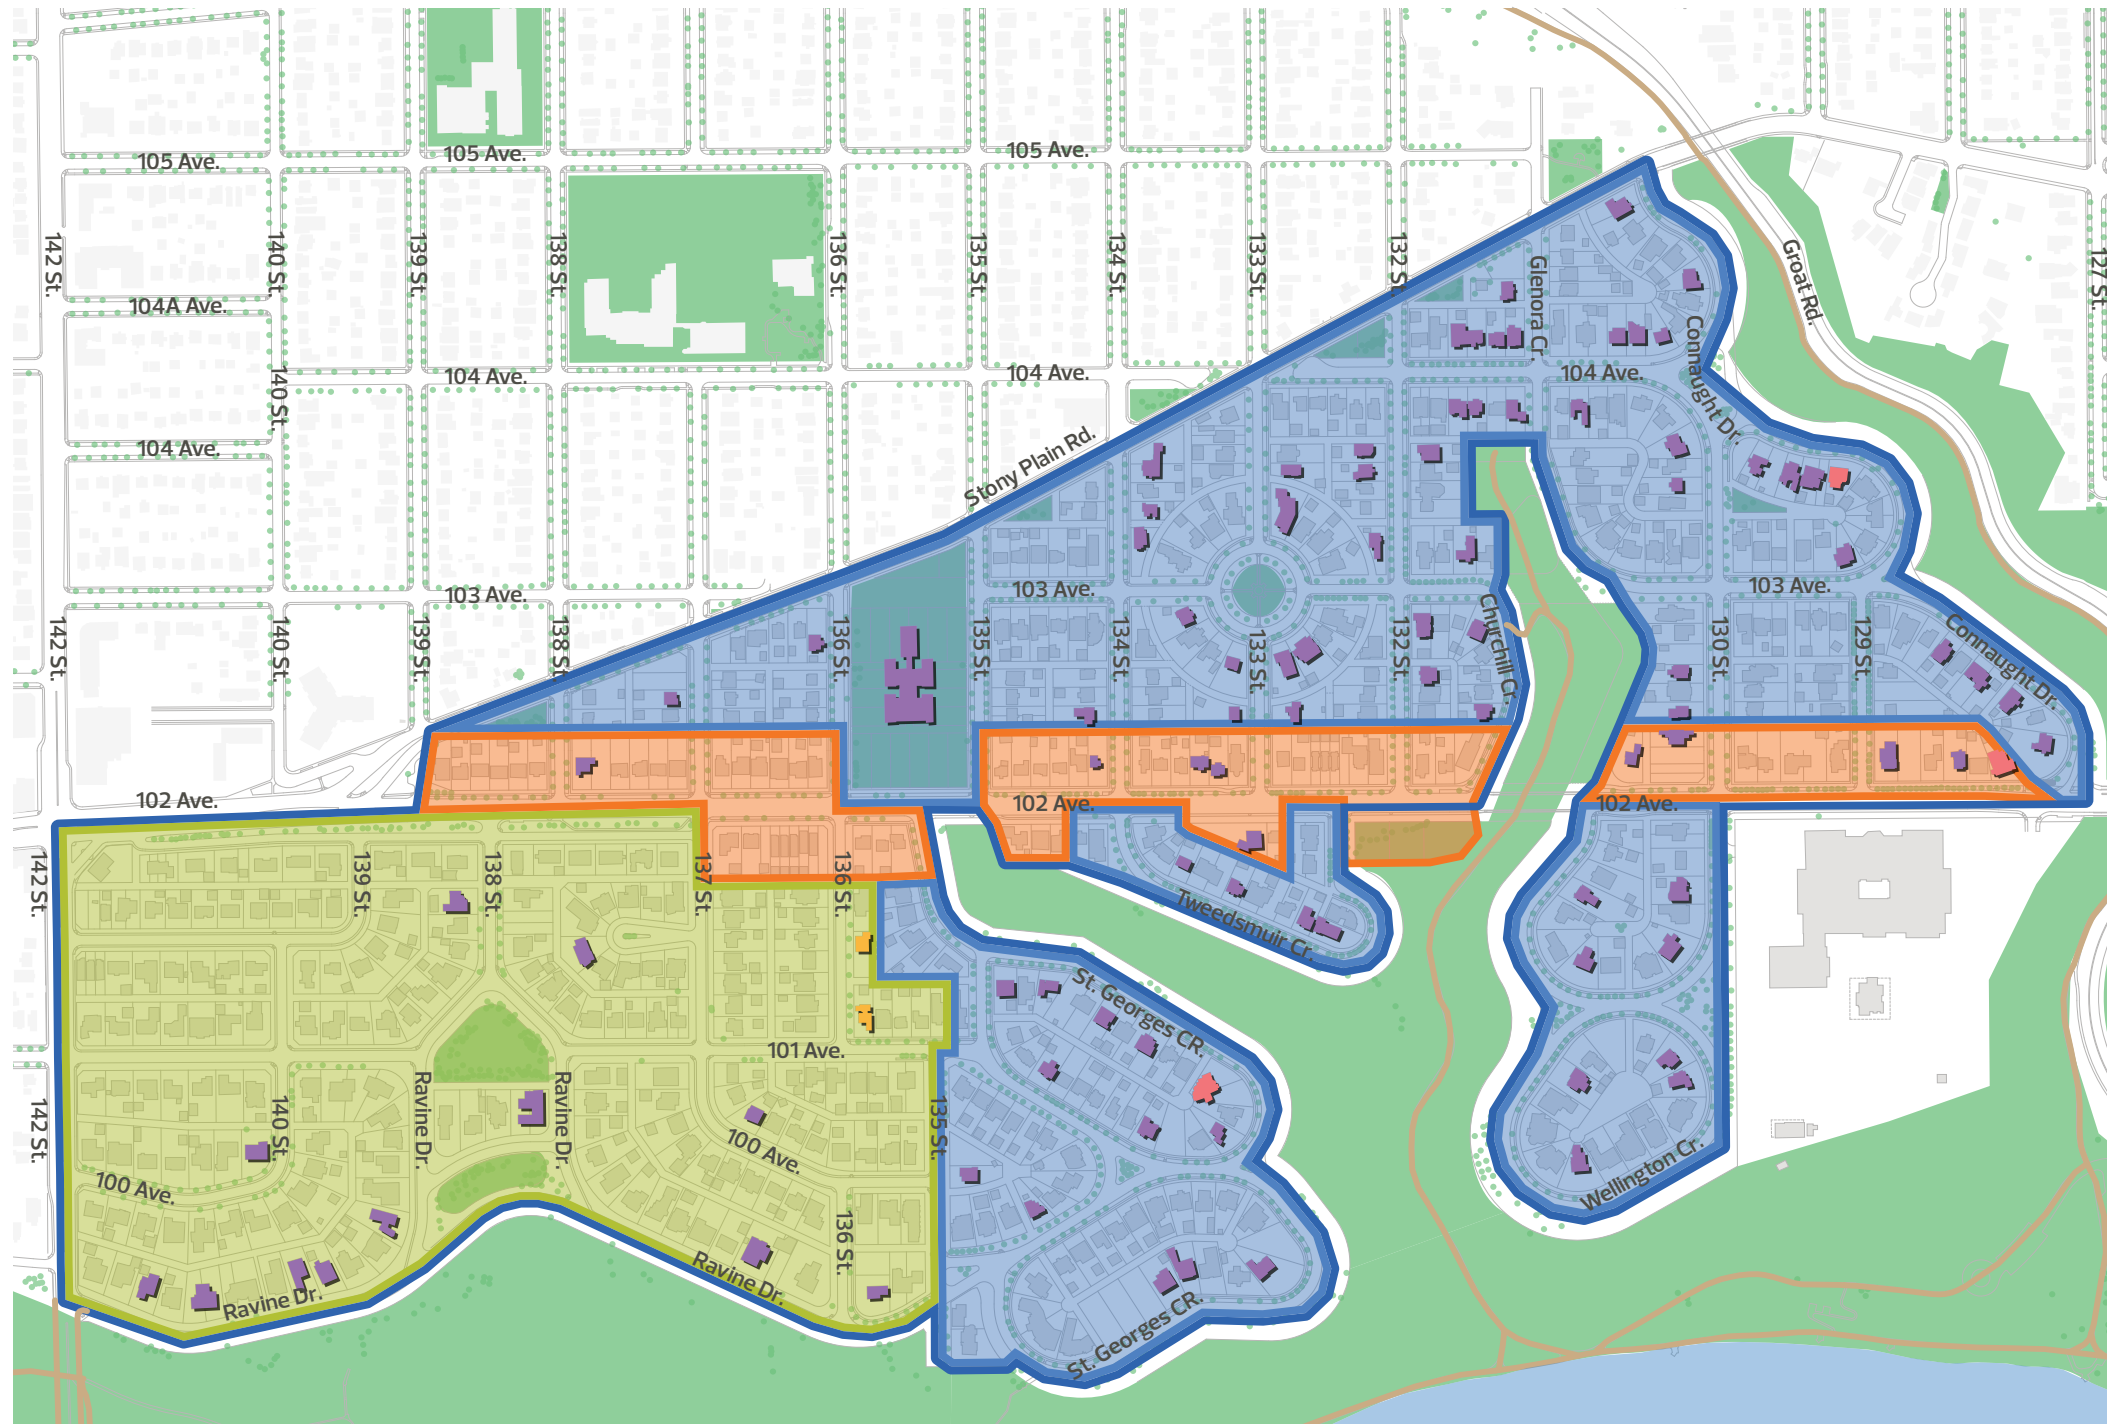 105 Ave.
105 Ave.
105 Ave.
142 St.
140 St.
139 St.
138 St.
136 St.
135 St.
134 St.
133 St.
132 St.
Glenora Cr.
Groat Rd.
127 St.
104A Ave.
Connaught Dr.
140 St.
104 Ave.
104 Ave.
104 Ave.
104 Ave.
Stony Plain Rd.
103 Ave.
103 Ave.
103 Ave.
142 St.
140 St.
139 St.
138 St.
136 St.
135 St.
134 St.
133 St.
132 St.
Churchill Cr.
130 St.
129 St.
Connaught Dr.
102 Ave.
102 Ave.
102 Ave.
142 St.
139 St.
138 St.
137 St.
136 St.
Tweedsmuir Cr.
St. Georges CR.
101 Ave.
142 St.
140 St.
Ravine Dr.
Ravine Dr.
135 St.
100 Ave.
100 Ave.
Wellington Cr.
136 St.
Ravine Dr.
Ravine Dr.
St. Georges CR.